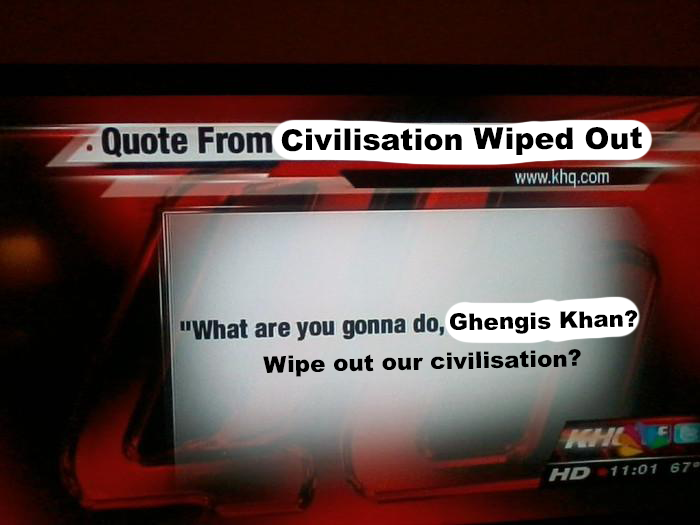 · Quote From Civilisation Wiped Out
www.khq.com
"What are you gonna do, Ghengis Khan?
Wipe out our civilisation?
KHQ
HD 11:01 67°